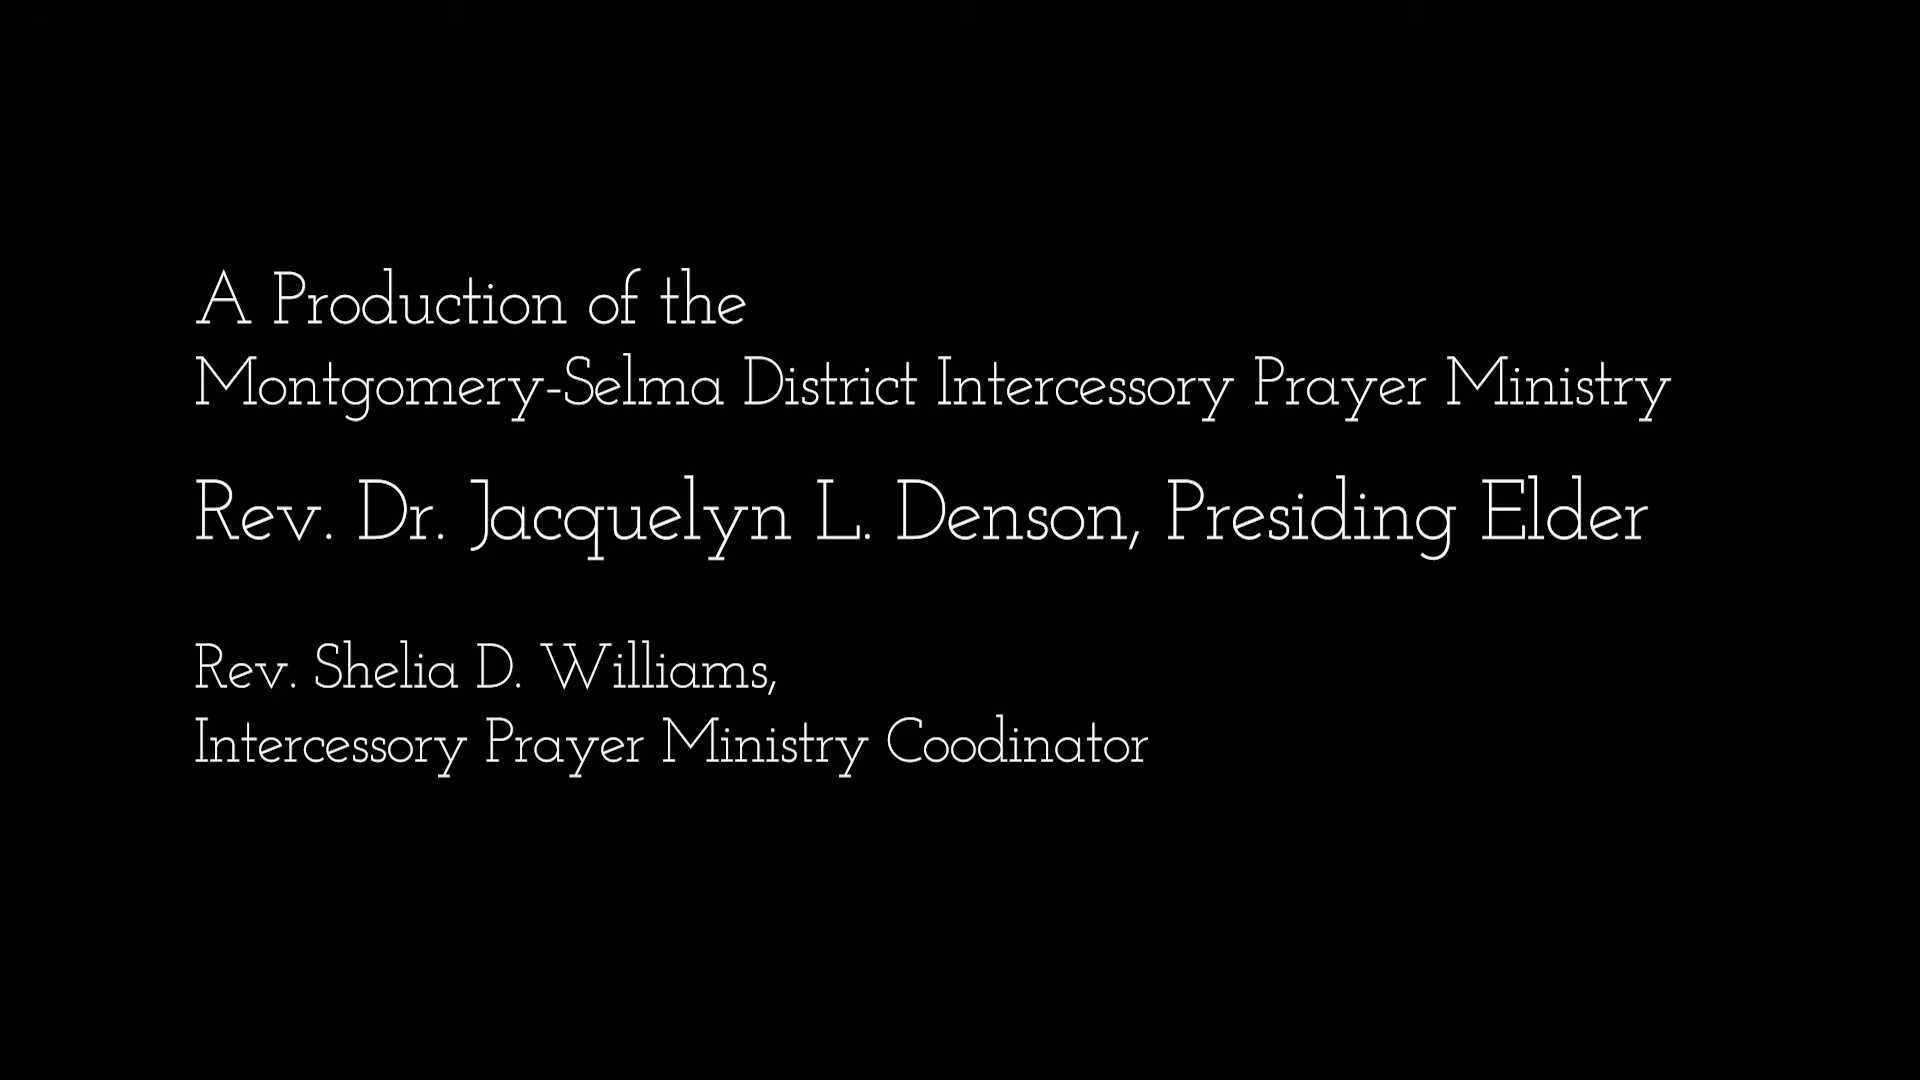 A Production of the
Montgomery-Selma District Intercessory Prayer Ministry
Rev. Dr. Jacquelyn L. Denson, Presiding Elder
Rev. Shelia D. Williams,
Intercessory Prayer Ministry Coodinator